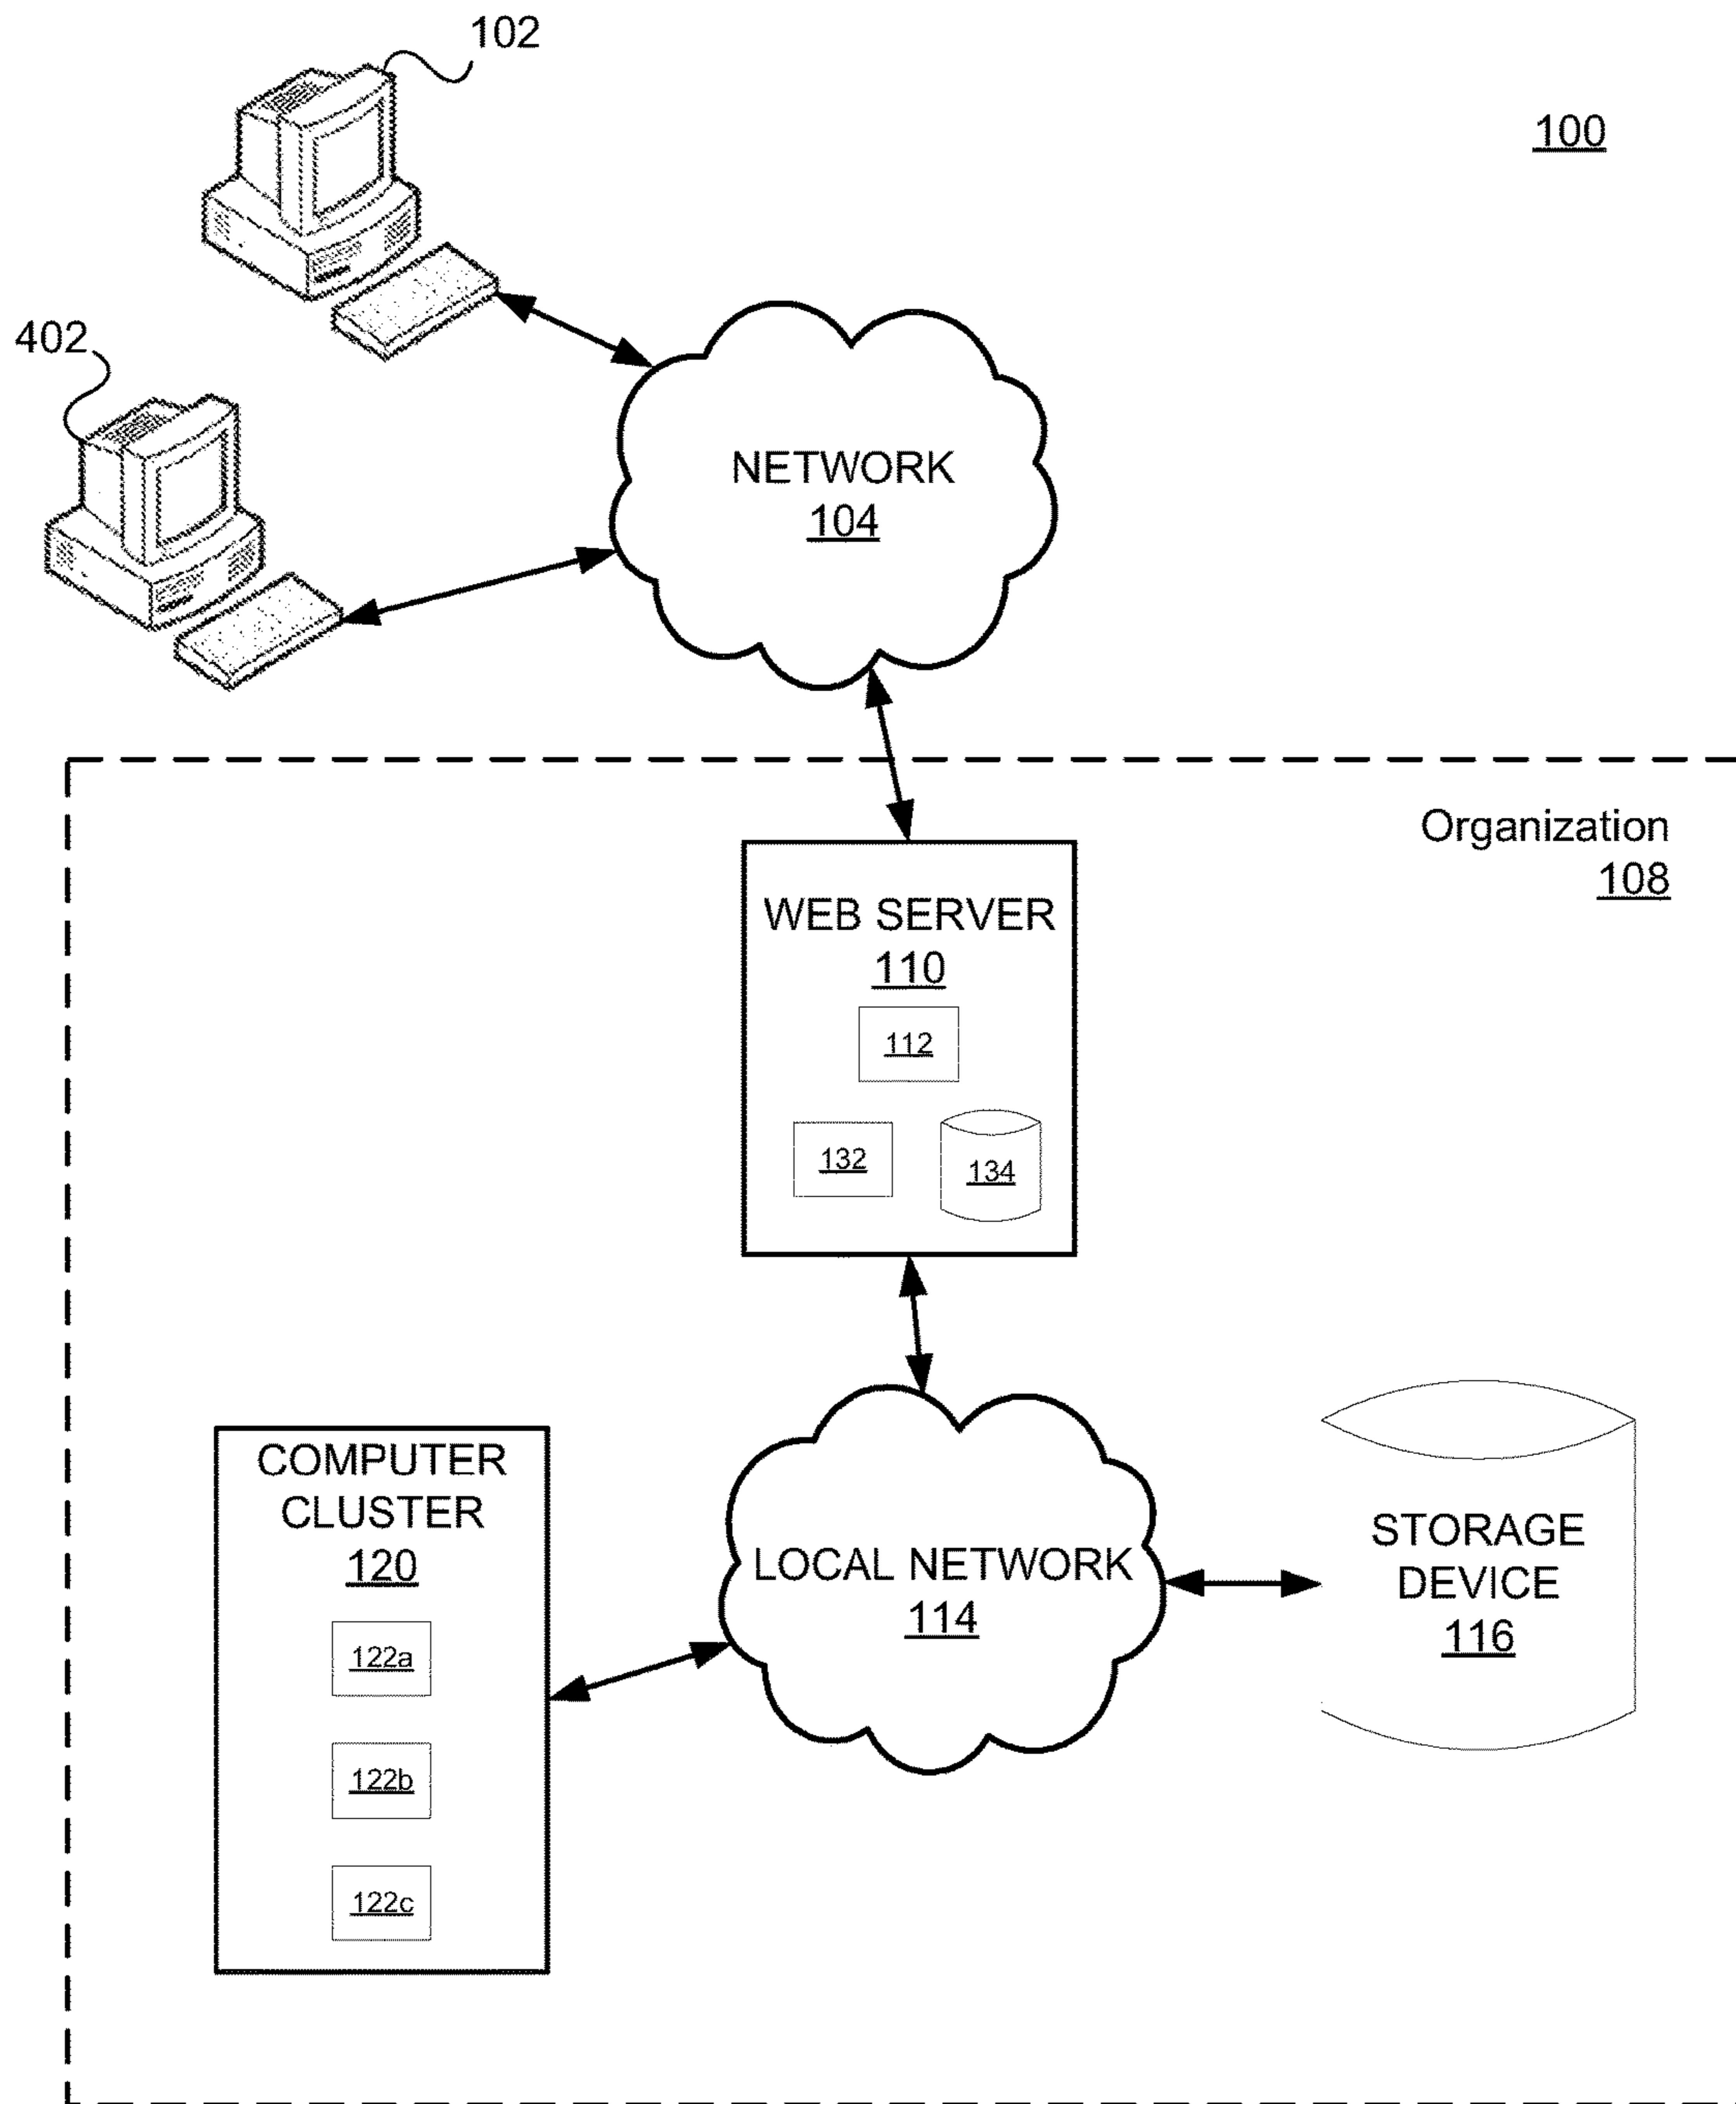 102
100
402
NETWORK
104
Organization
108
WEB SERVER
110
112
132
134
COMPUTER
CLUSTER
120
122a
122b
122c
LOCAL NETWORK
114
STORAGE
DEVICE
116